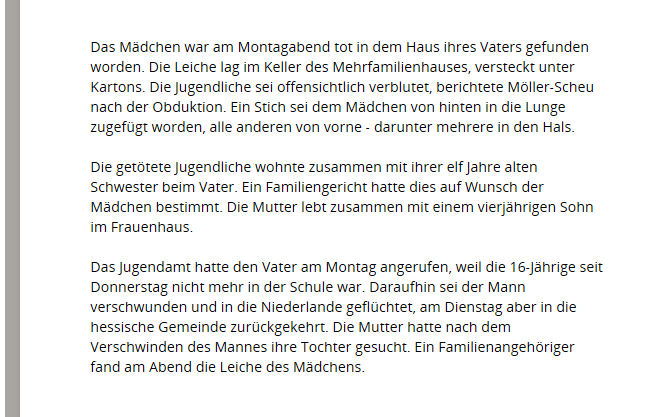 Das Mädchen war am Montagabend tot in dem Haus ihres Vaters gefunden
worden. Die Leiche lag im Keller des Mehrfamilienhauses, versteckt unter
Kartons. Die Jugendliche sei offensichtlich verblutet, berichtete Möller-Scheu
nach der Obduktion. Ein Stich sei dem Mädchen von hinten in die Lunge
zugefügt worden, alle anderen von vorne - darunter mehrere in den Hals.

Die getötete Jugendliche wohnte zusammen mit ihrer elf Jahre alten
Schwester beim Vater. Ein Familiengericht hatte dies auf Wunsch der
Mädchen bestimmt. Die Mutter lebt zusammen mit einem vierjährigen Sohn
im Frauenhaus.

Das Jugendamt hatte den Vater am Montag angerufen, weil die 16-Jährige seit
Donnerstag nicht mehr in der Schule war. Daraufhin sei der Mann
verschwunden und in die Niederlande geflüchtet, am Dienstag aber in die
hessische Gemeinde zurückgekehrt. Die Mutter hatte nach dem
Verschwinden des Mannes ihre Tochter gesucht. Ein Familienangehöriger
fand am Abend die Leiche des Mädchens.